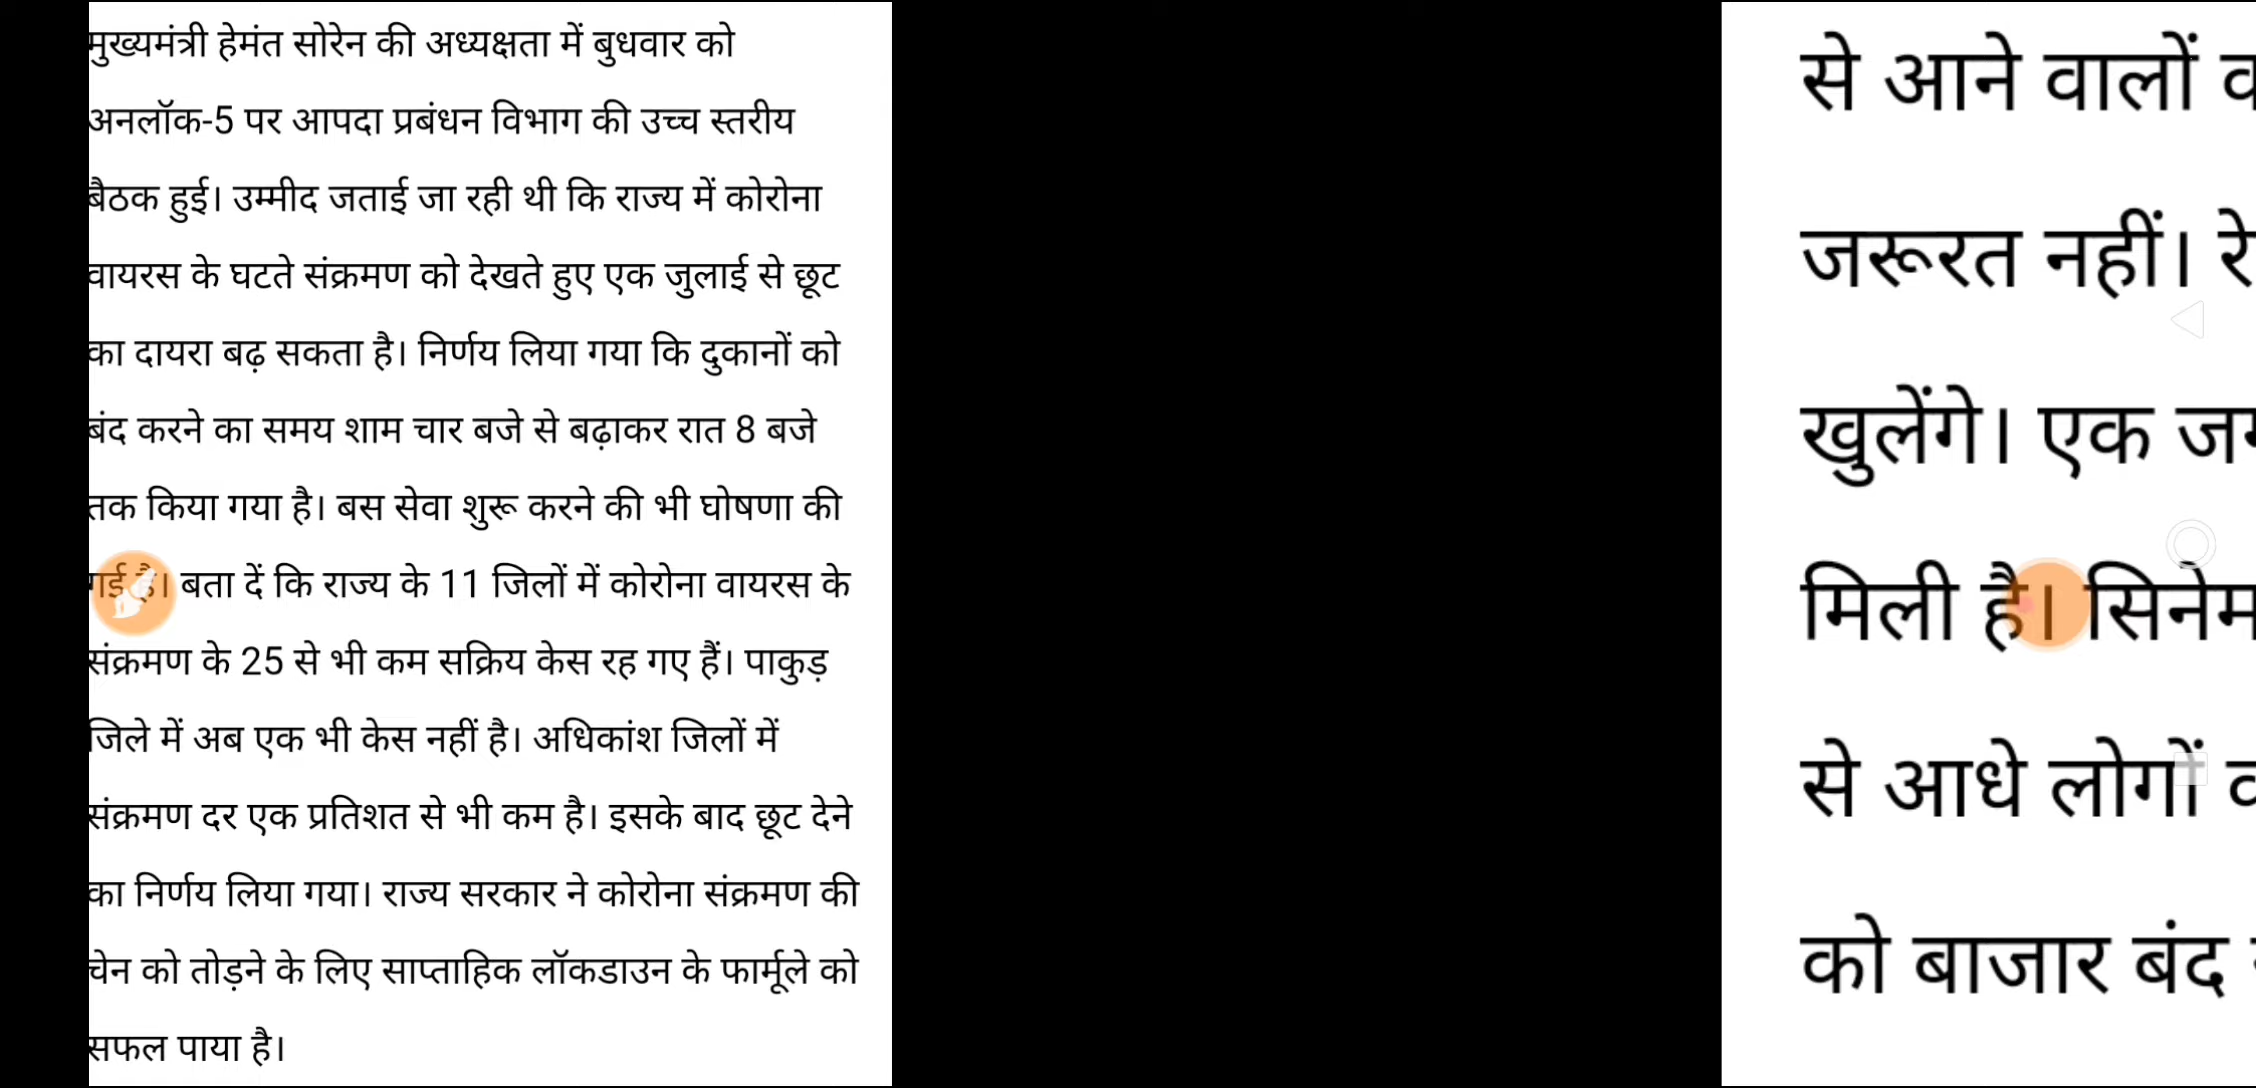 मुख्यमंत्री हेमंत सोरेन की अध्यक्षता में बुधवार को
अनलॉक-5 पर आपदा प्रबंधन विभाग की उच्च स्तरीय
बैठक हुई। उम्मीद जताई जा रही थी कि राज्य में कोरोना
वायरस के घटते संक्रमण को देखते हुए एक जुलाई से छूट
का दायरा बढ़ सकता है। निर्णय लिया गया कि दुकानों को
बंद करने का समय शाम चार बजे से बढ़ाकर रात 8 बजे
तक किया गया है। बस सेवा शुरू करने की भी घोषणा की
गई है। बता दें कि राज्य के 11 जिलों में कोरोना वायरस के
संक्रमण के 25 से भी कम सक्रिय केस रह गए हैं। पाकुड़
जिले में अब एक भी केस नहीं है। अधिकांश जिलों में
संक्रमण दर एक प्रतिशत से भी कम है। इसके बाद छूट देने
का निर्णय लिया गया। राज्य सरकार ने कोरोना संक्रमण की
चेन को तोड़ने के लिए साप्ताहिक लॉकडाउन के फार्मूले को
सफल पाया है।
से आने वालों
जरूरत नहीं। रे
खुलेंगे। एक
मिली है।
से आधे लोगों
को बाजार बंद